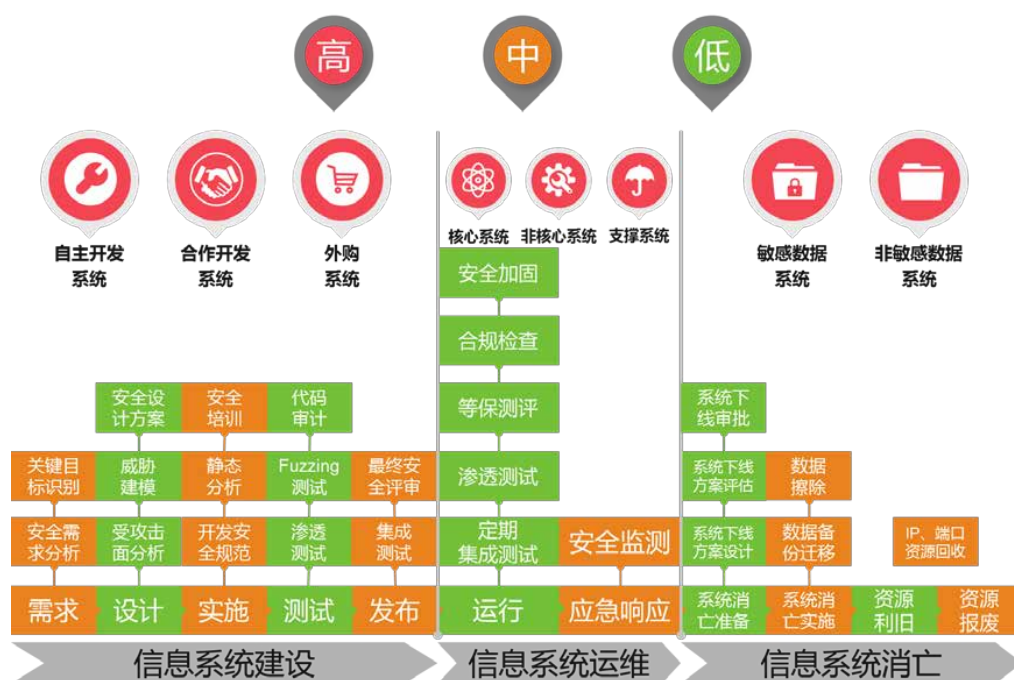 高
中
低
自主开发
系统
合作开发
系统
外购
系统
核心系统
非核心系统
支撑系统
敏感数据
系统
非敏感数据
系统
安全加固
合规检查
安全设
计方案
安全
培训
代码
审计
等保测评
系统下
线审批
关键目
标识别
威胁
建模
静态
分析
Fuzzing
测试
最终安
全评审
渗透测试
系统下线
方案评估
数据
擦除
安全需
求分析
受攻击
面分析
开发安
全规范
渗透
测试
集成
测试
定期
集成测试
安全监测
系统下线
方案设计
数据备
份迁移
IP、端口
资源回收
需求
设计
实施
测试
发布
运行
应急响应
系统消
亡准备
系统消
亡实施
资源
利旧
资源
报废
信息系统建设
信息系统运维
信息系统消亡